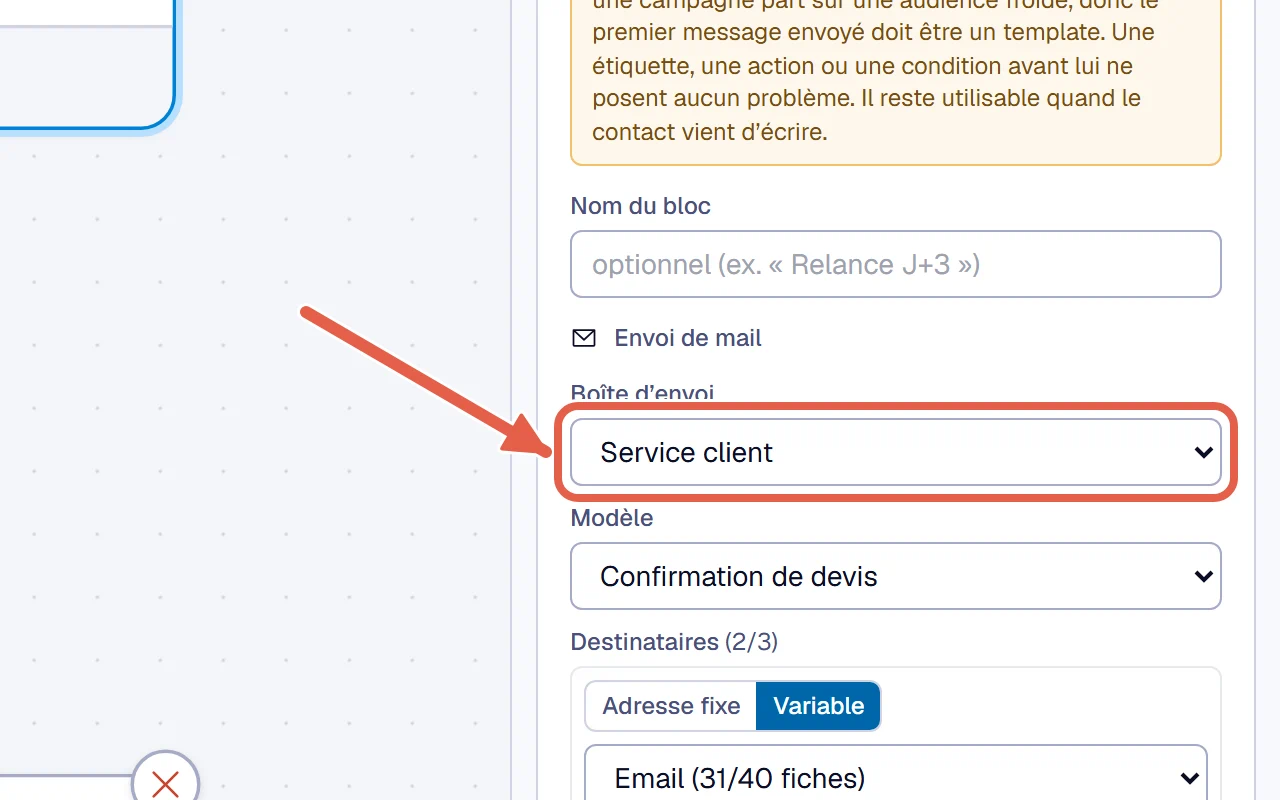 une campagne part sur une audience froide, donc le
premier message envoyé doit être un template. Une
étiquette, une action ou une condition avant lui ne
posent aucun problème. Il reste utilisable quand le
contact vient d’écrire.
Nom du bloc
optionnel (ex. « Relance J+3 »)
Envoi de mail
Boîte d’envoi
Service client
Modèle
Confirmation de devis
Destinataires (2/3)
Adresse fixe Variable
Email (31/40 fiches)